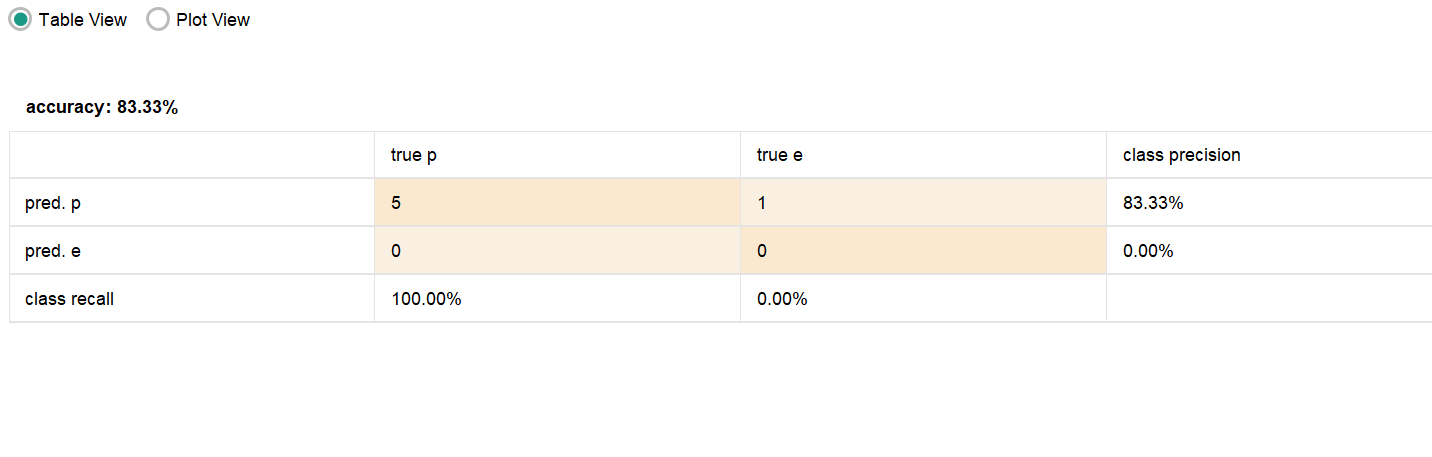 Table View Plot View
accuracy: 83.33%
true p true e class precision
pred. p 5 1 83.33%
pred. e 0 0 0.00%
class recall 100.00% 0.00%